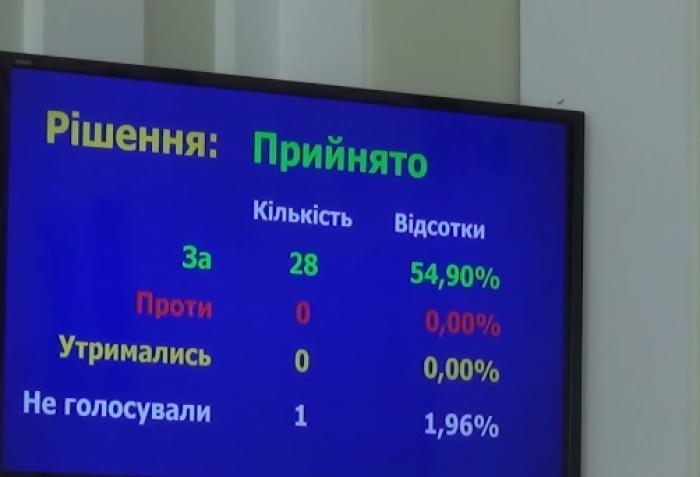 Рішення: Прийнято
Кількість Відсотки
За 28 54,90%
Проти 0 0,00%
Утримались 0 0,00%
Не голосували 1 1,96%